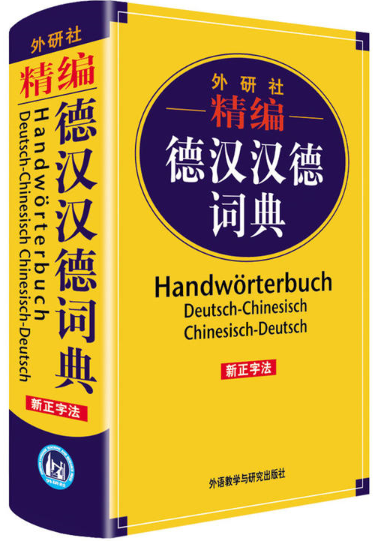 外研社
精编
德汉汉德词典
Handwörterbuch
Deutsch-Chinesisch Chinesisch-Deutsch
新正字法
外研社
精编
德汉汉德
词典
Handwörterbuch
Deutsch-Chinesisch
Chinesisch-Deutsch
新正字法
外语教学与研究出版社